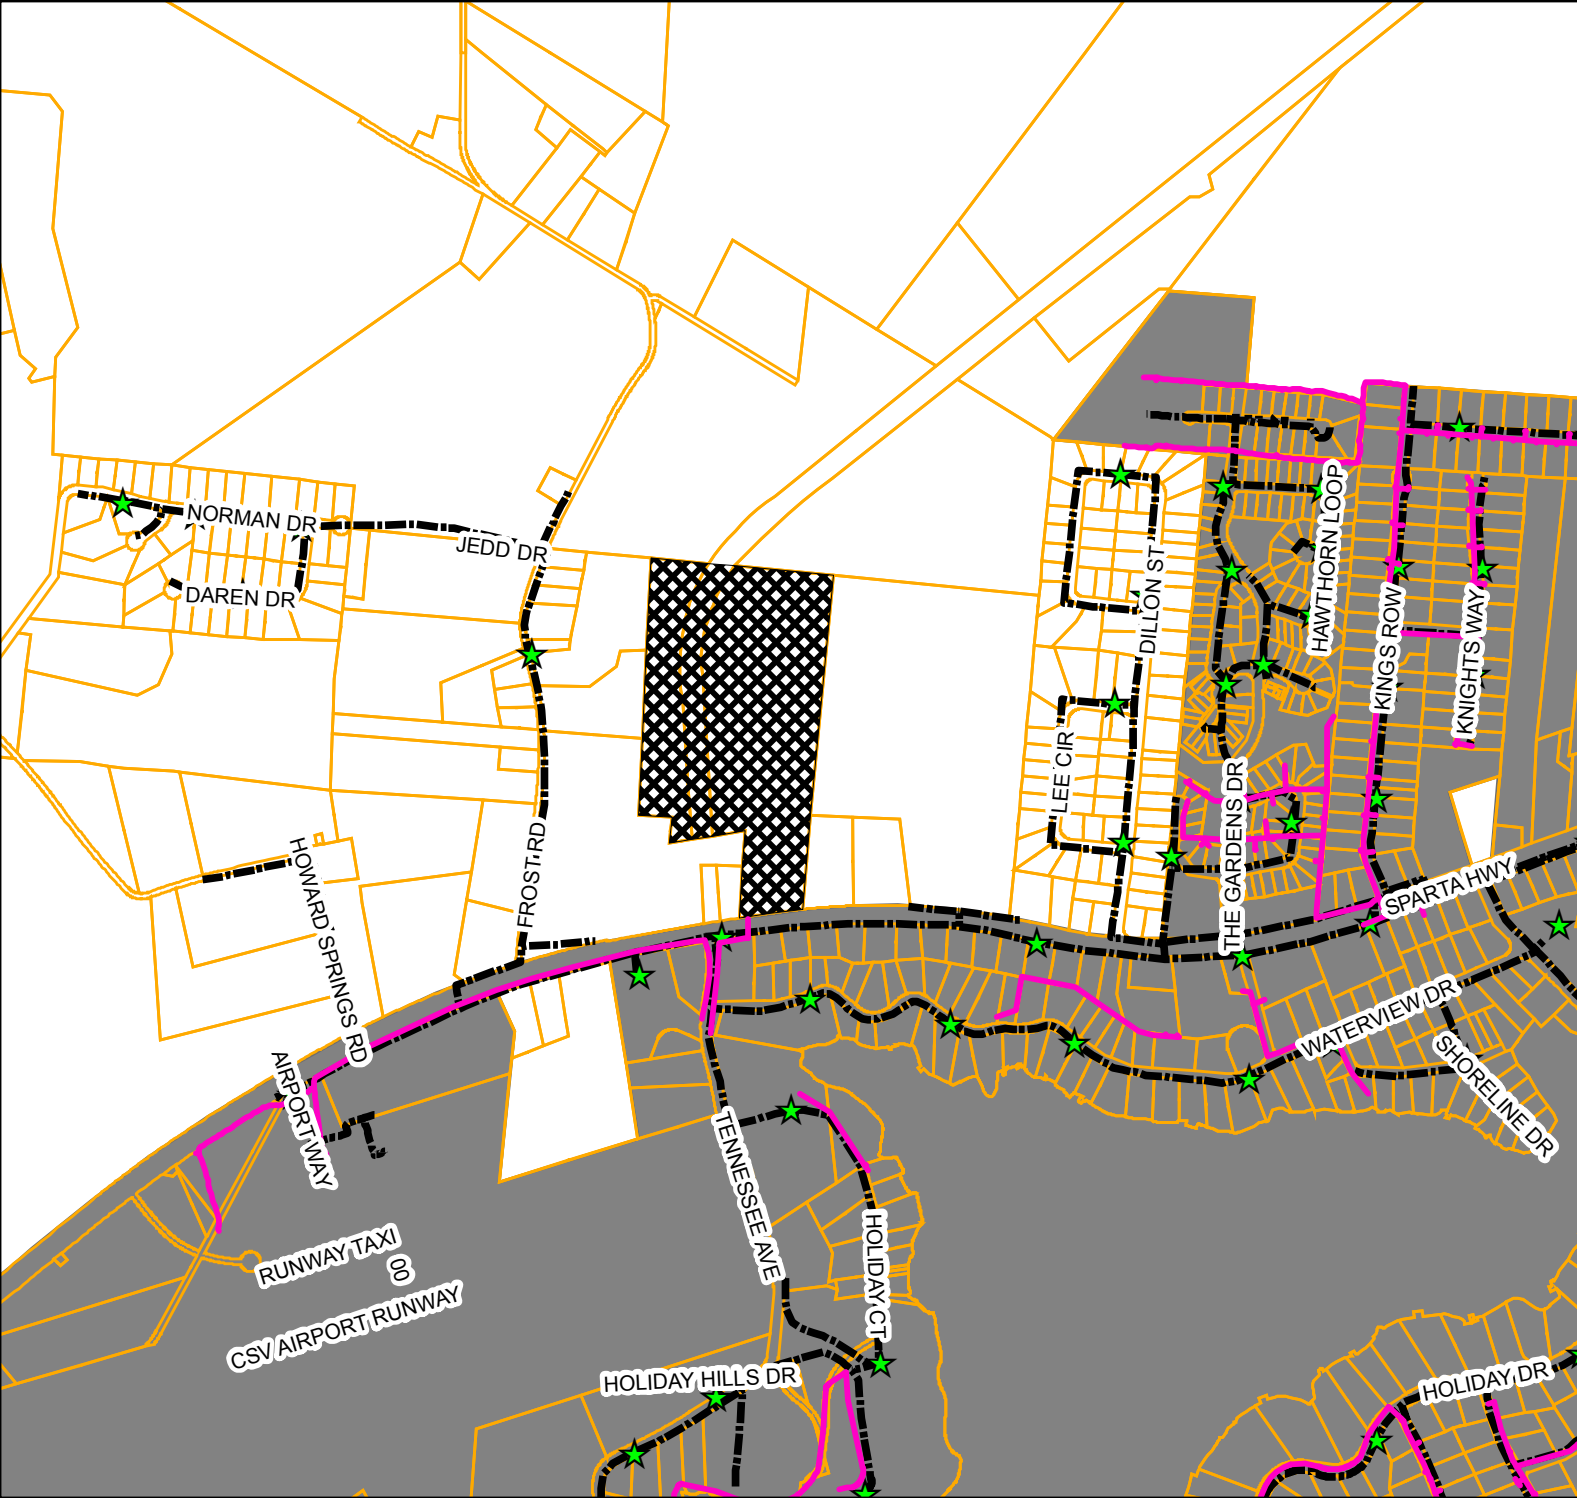 NORMAN DR
JEDD DR
DAREN DR
HAWTHORN LOOP
DILLON ST
KINGS ROW
KNIGHTS WAY
LEE CIR
THE GARDENS DR
FROST RD
HOWARD SPRINGS RD
SPARTA HWY
WATERVIEW DR
SHORELINE DR
AIRPORT WAY
TENNESSEE AVE
HOLIDAY CT
RUNWAY TAXI
00
CSV AIRPORT RUNWAY
HOLIDAY HILLS DR
HOLIDAY DR